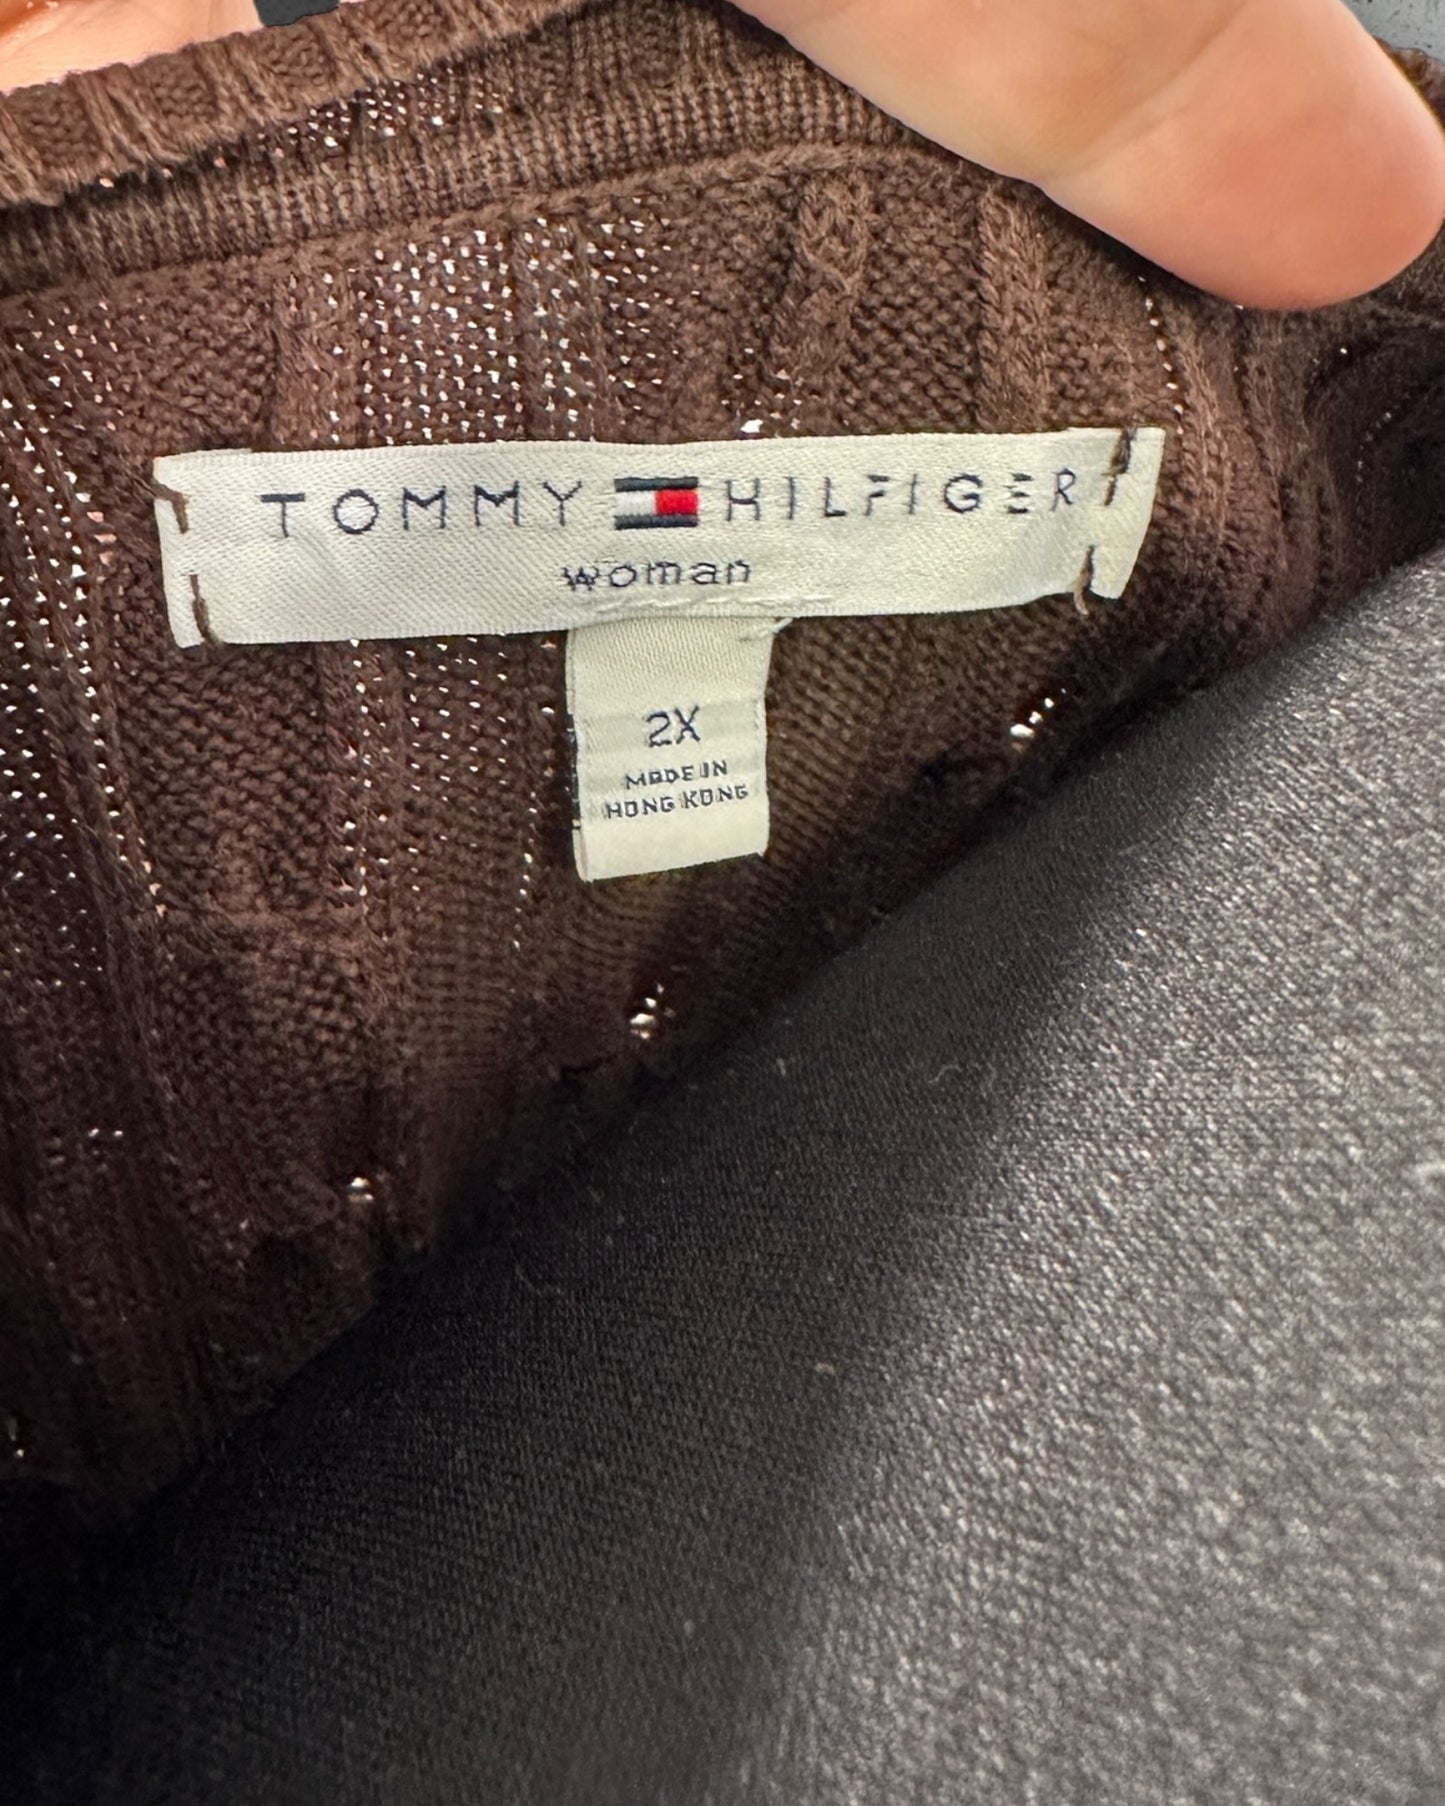 TOMMY HILFIGER
woman
2X
MADE IN
HONG KONG